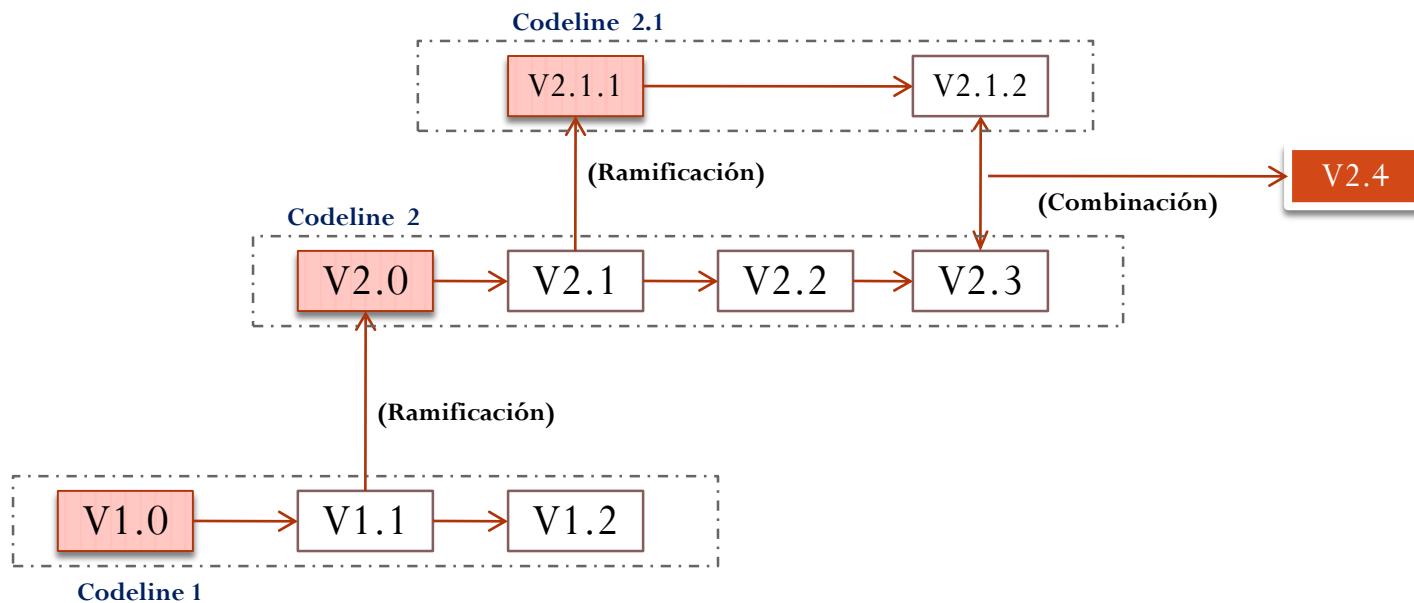 Codeline 2.1
V2.1.1
V2.1.2
(Ramificación)
V2.4
(Combinación)
Codeline 2
V2.0
V2.1
V2.2
V2.3
(Ramificación)
V1.0
V1.1
V1.2
Codeline 1